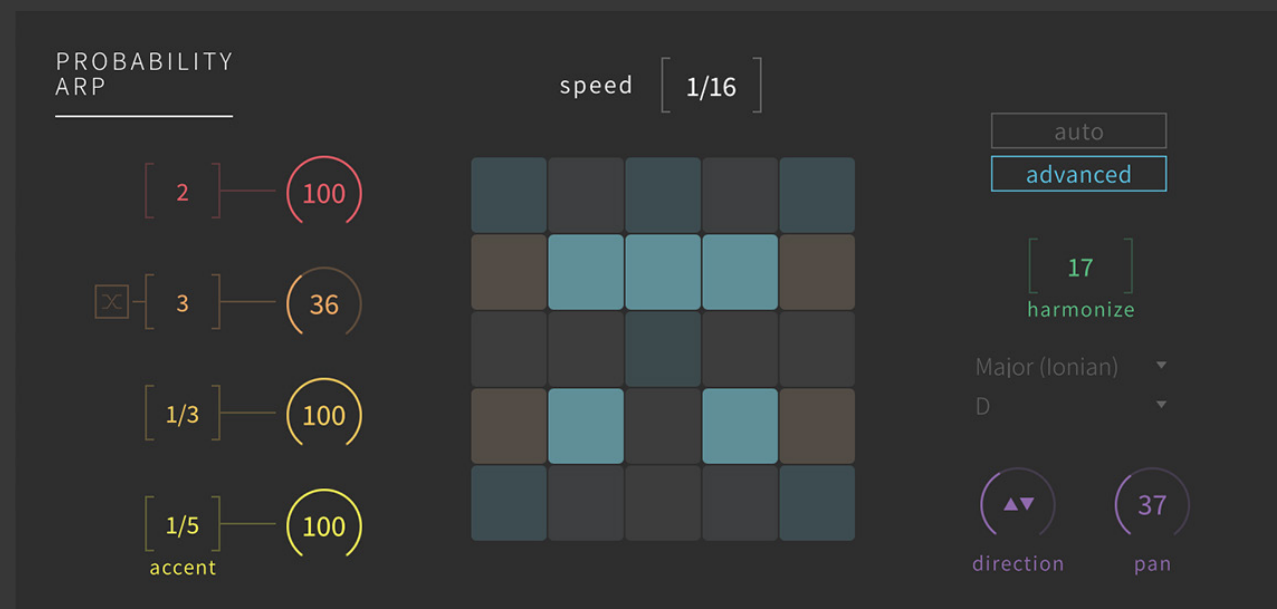 PROBABILITY
ARP
speed 1/16
auto
advanced
2 100
3 36
1/3 100
1/5 100
accent
17
harmonize
Major (Ionian)
D
37
direction
pan